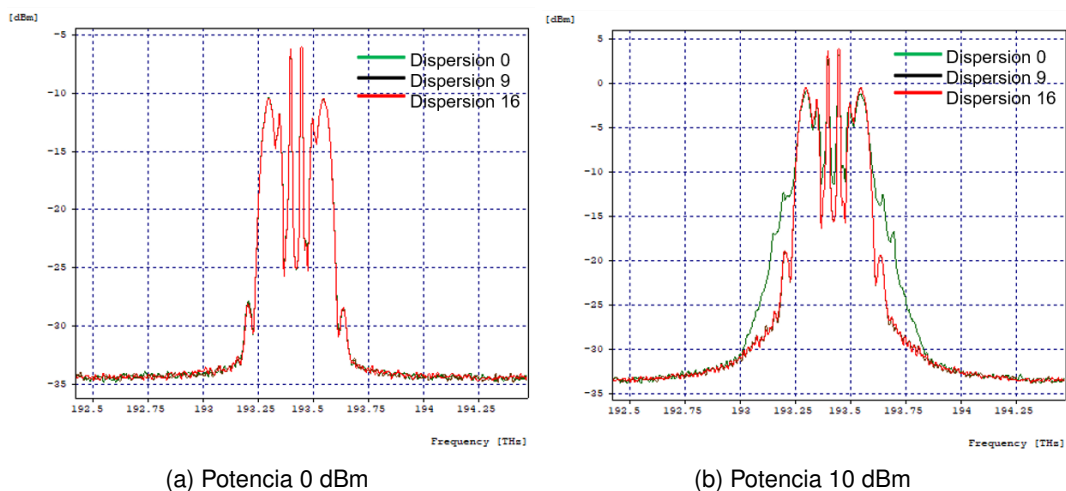 [dBm]
-5
-10
-15
-20
-25
-30
-35
Dispersion 0
Dispersion 9
Dispersion 16
192.5 192.75 193 193.25 193.5 193.75 194 194.25
Frequency [THs]
(a) Potencia 0 dBm
[dBm]
5
0
-5
-10
-15
-20
-25
-30
-35
Dispersion 0
Dispersion 9
Dispersion 16
192.5 192.75 193 193.25 193.5 193.75 194 194.25
Frequency [THs]
(b) Potencia 10 dBm